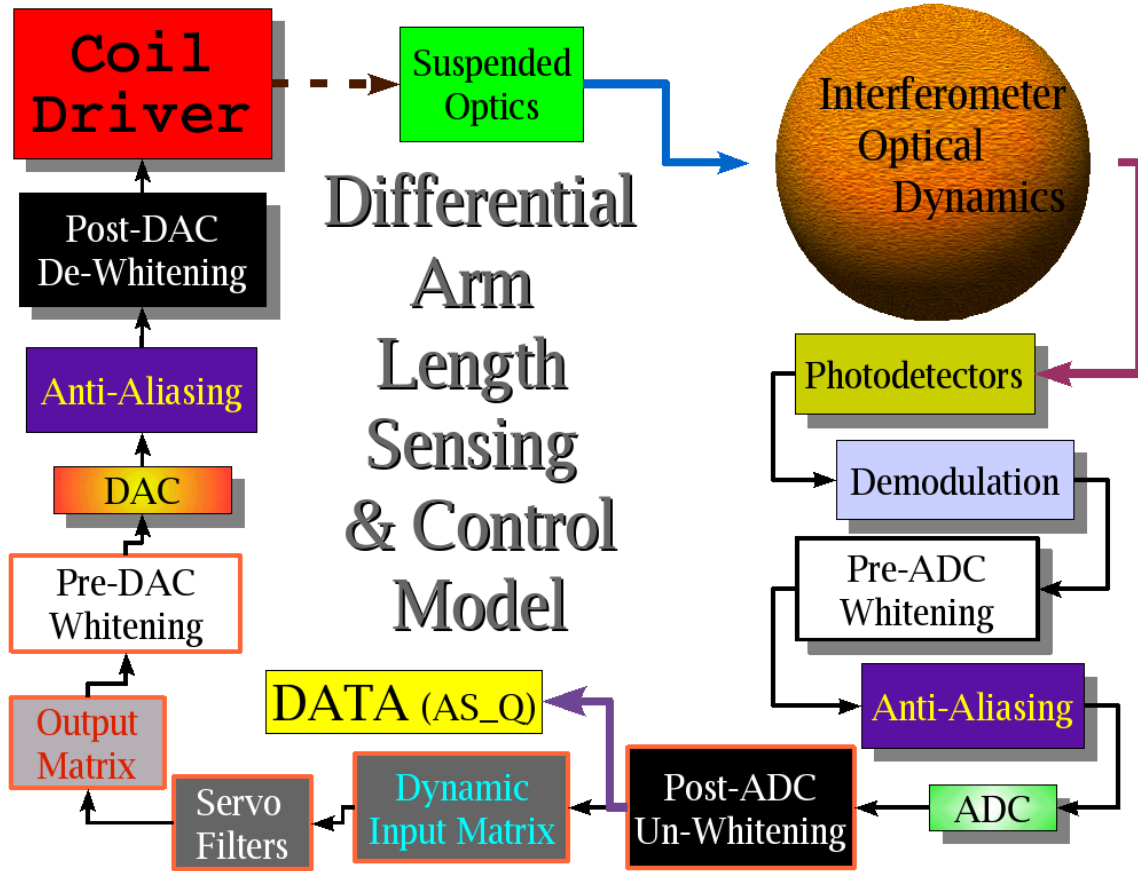 Coil
Driver
Suspended
Optics
Interferometer
Optical
Dynamics
Differential
Arm
Length
Sensing
& Control
Model
Post-DAC
De-Whitening
Anti-Aliasing
DAC
Pre-DAC
Whitening
Output
Matrix
Photodetectors
Demodulation
Pre-ADC
Whitening
Anti-Aliasing
ADC
Post-ADC
Un-Whitening
DATA (AS_Q)
Dynamic
Input Matrix
Servo
Filters